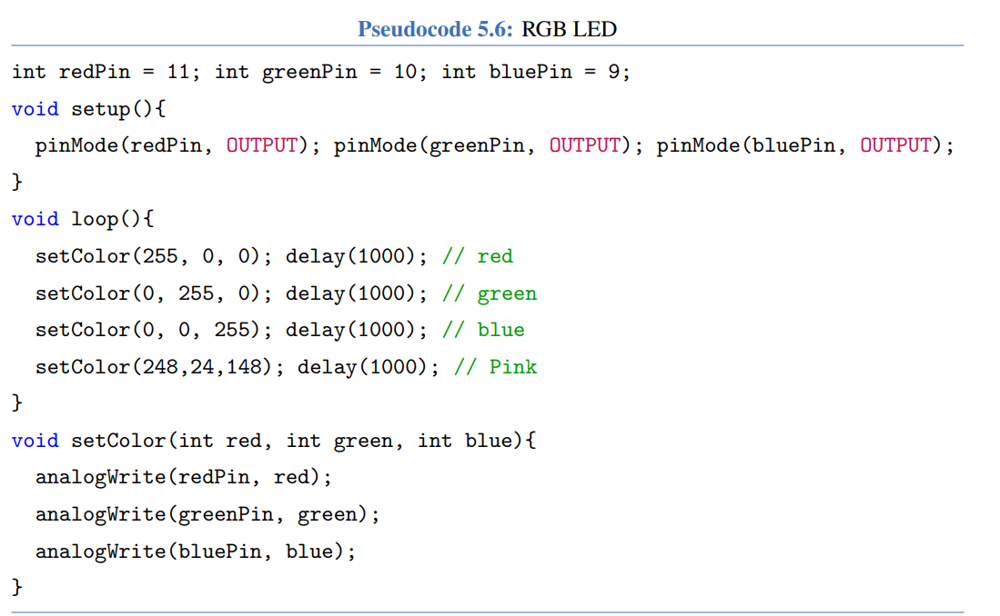 Pseudocode 5.6: RGB LED
int redPin = 11; int greenPin = 10; int bluePin = 9;
void setup(){
  pinMode(redPin, OUTPUT); pinMode(greenPin, OUTPUT); pinMode(bluePin, OUTPUT);
}
void loop(){
  setColor(255, 0, 0); delay(1000); // red
  setColor(0, 255, 0); delay(1000); // green
  setColor(0, 0, 255); delay(1000); // blue
  setColor(248,24,148); delay(1000); // Pink
}
void setColor(int red, int green, int blue){
  analogWrite(redPin, red);
  analogWrite(greenPin, green);
  analogWrite(bluePin, blue);
}